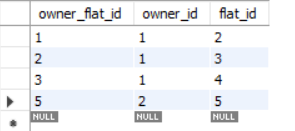 owner_flat_id owner_id flat_id
1 1 2
2 1 3
3 1 4
5 2 5
NULL NULL NULL